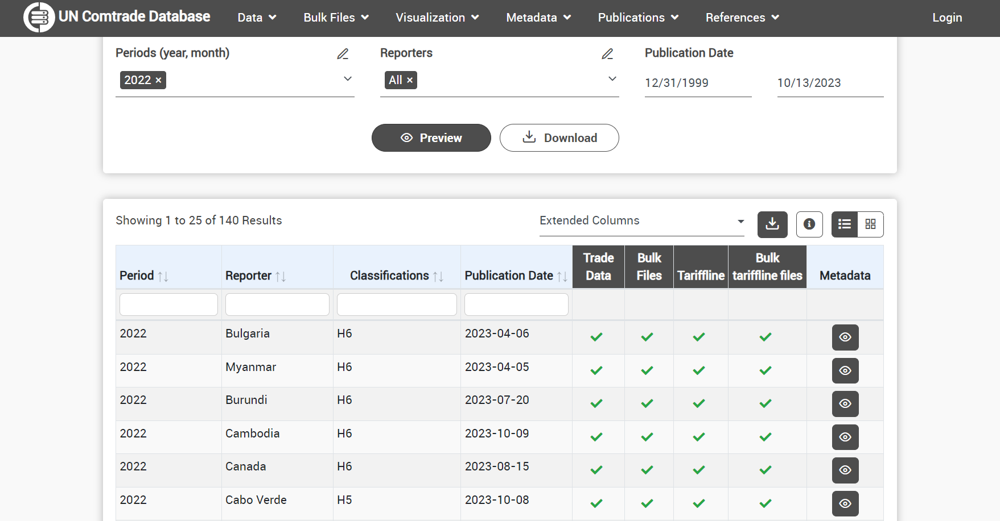 UN Comtrade Database Data Bulk Files Visualization Metadata Publications References Login
Periods (year, month) Reporters Publication Date
2022 × All × 12/31/1999 10/13/2023
Preview Download
Showing 1 to 25 of 140 Results Extended Columns
Period Reporter Classifications Publication Date Trade Data Bulk Files Tariffline Bulk tariffline files Metadata
2022 Bulgaria H6 2023-04-06
2022 Myanmar H6 2023-04-05
2022 Burundi H6 2023-07-20
2022 Cambodia H6 2023-10-09
2022 Canada H6 2023-08-15
2022 Cabo Verde H5 2023-10-08